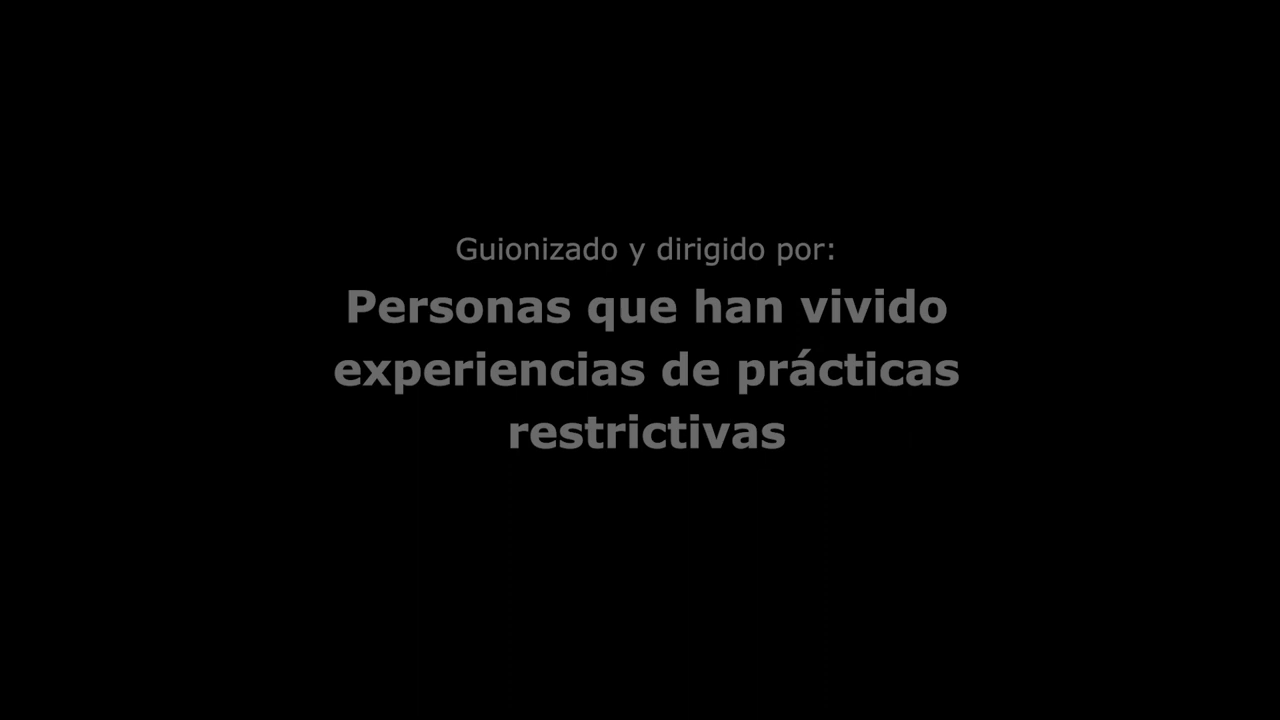 Guionizado y dirigido por:
Personas que han vivido
experiencias de prácticas
restrictivas